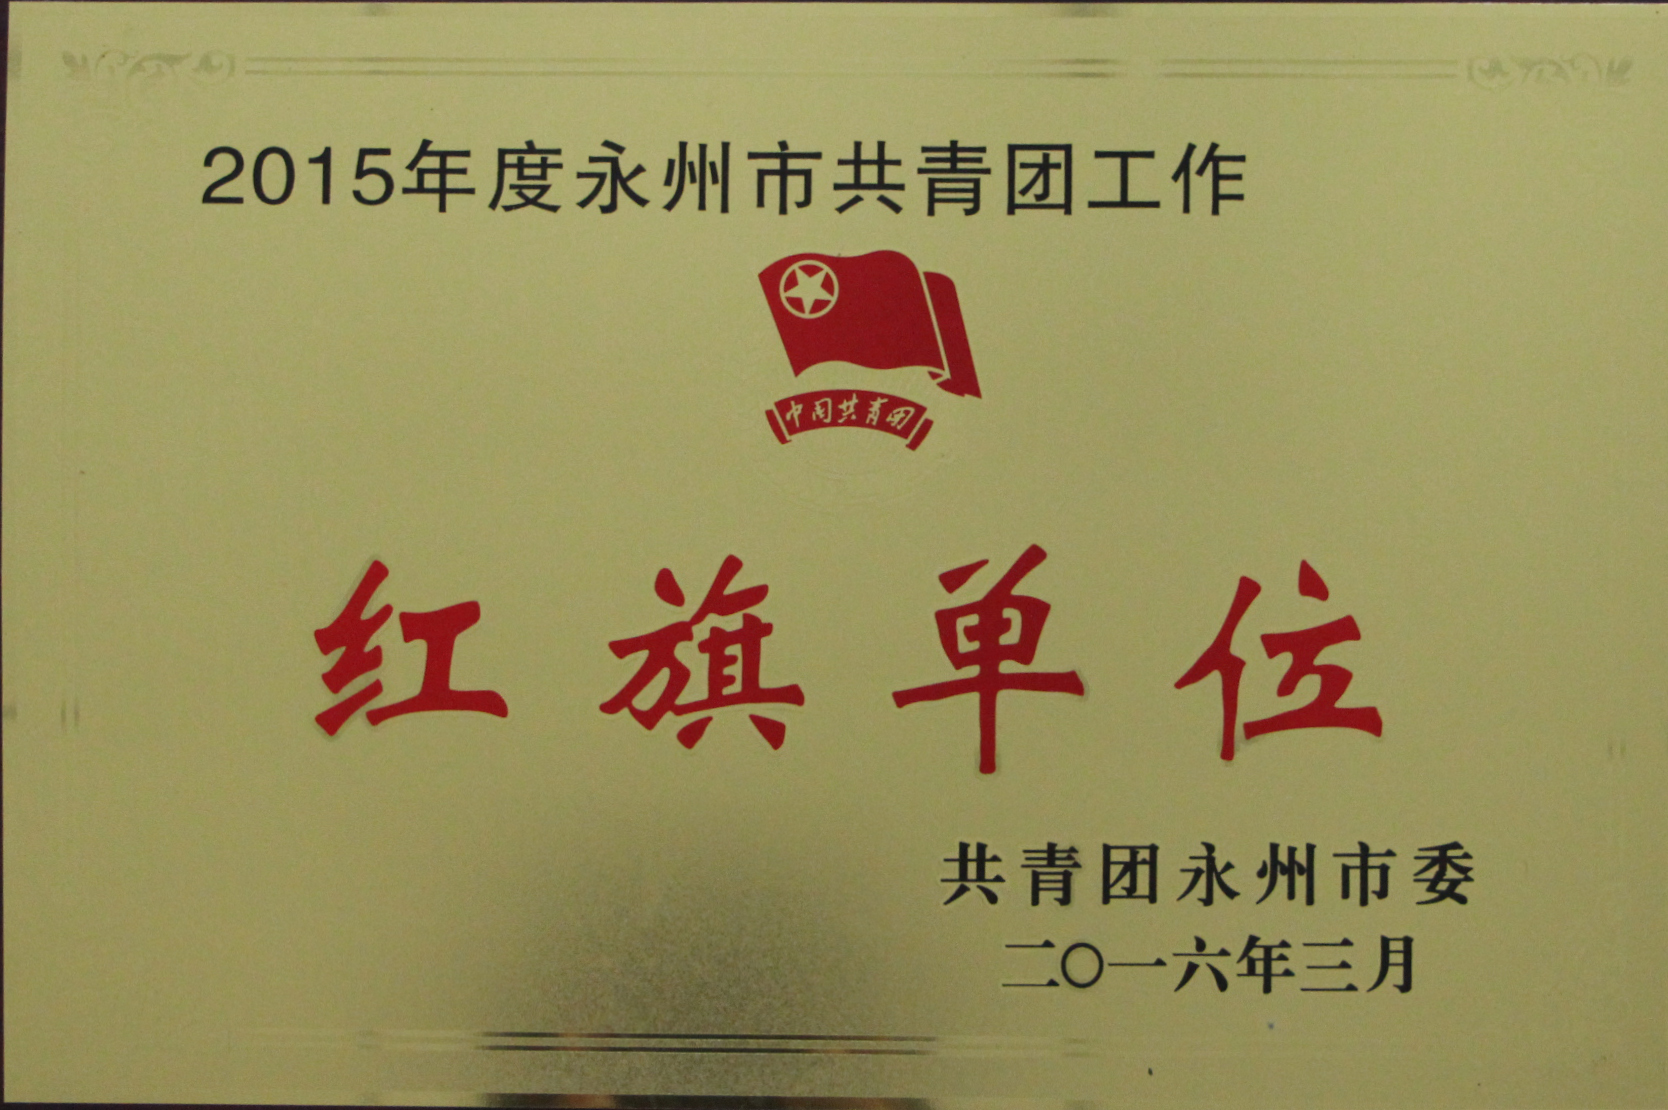 2015年度永州市共青团工作
中国共青团
红旗单位
共青团永州市委
二〇一六年三月